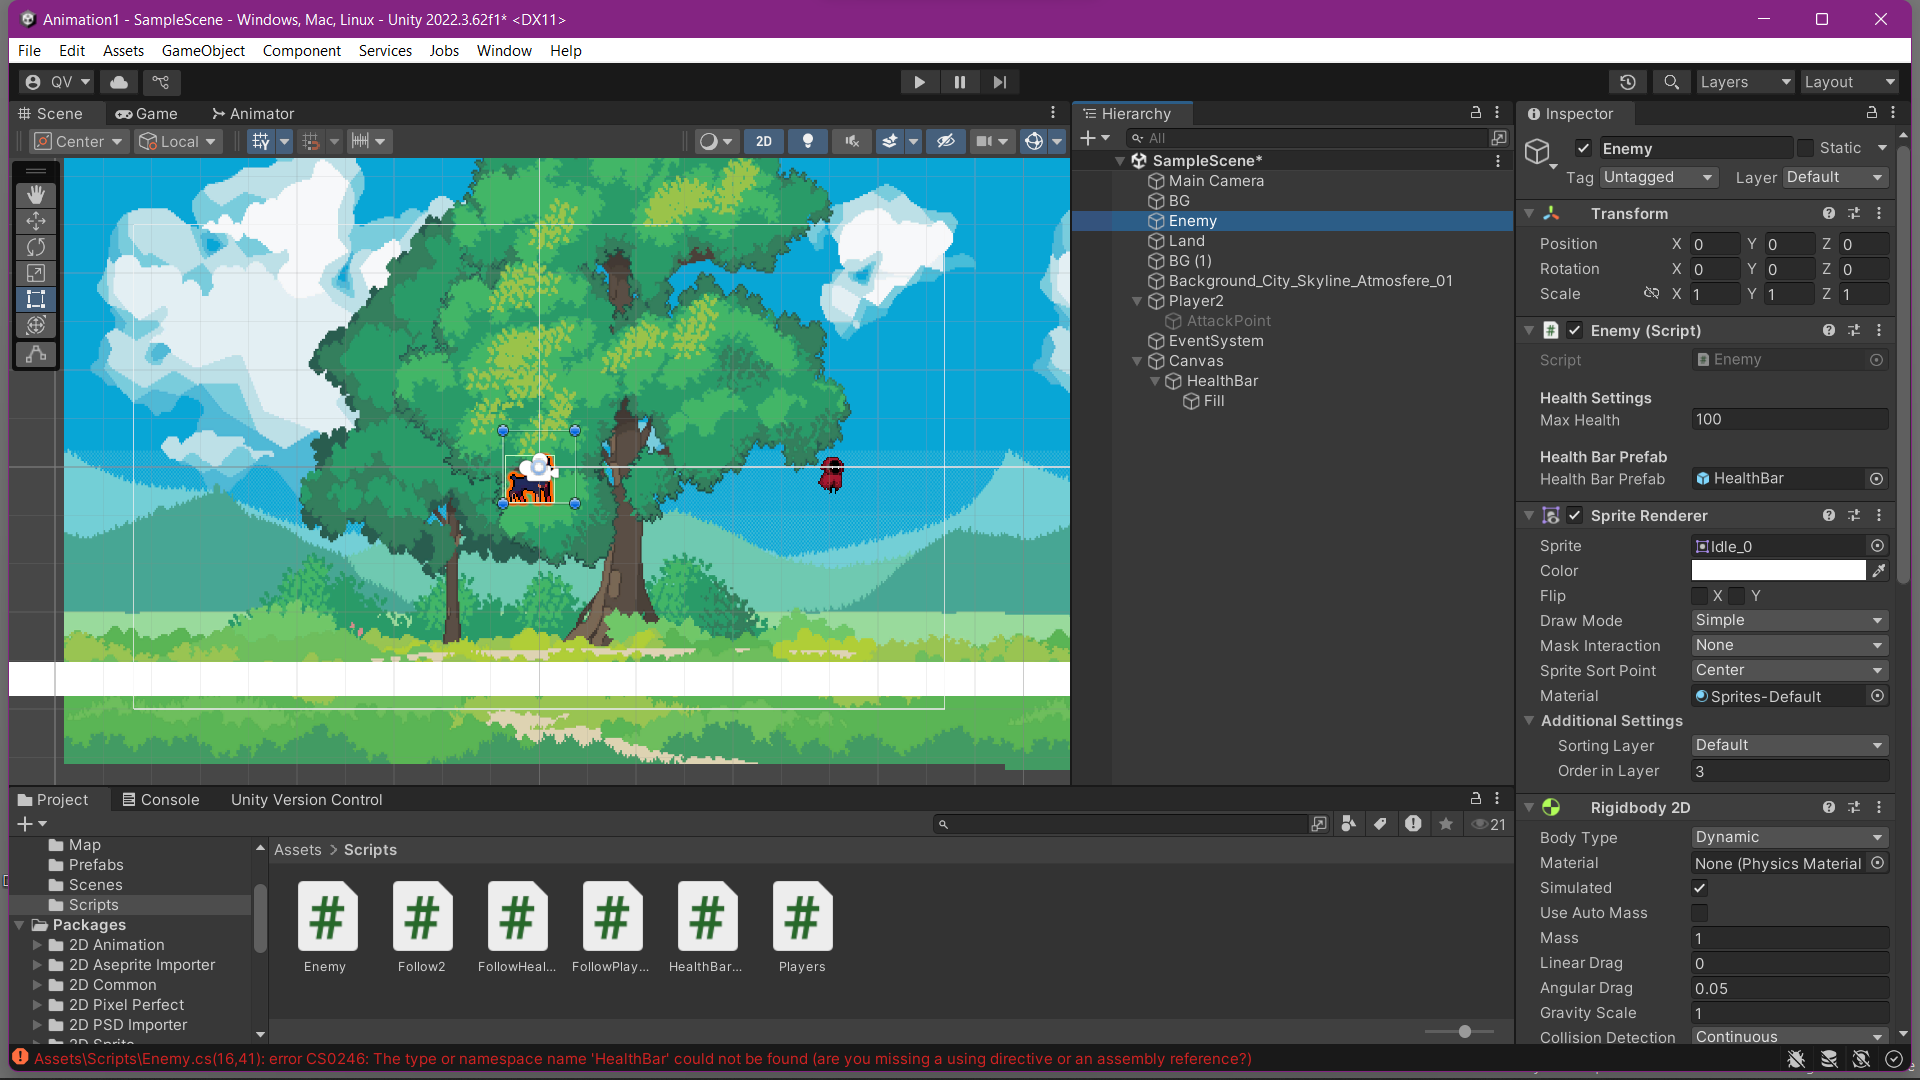 Animation1 - SampleScene - Windows, Mac, Linux - Unity 2022.3.62f1* <DX11>
File Edit Assets GameObject Component Services Jobs Window Help
QV
Layers
Layout
Scene
Game
Animator
Center
Local
2D
Hierarchy
All
SampleScene*
Main Camera
BG
Enemy
Land
BG (1)
Background_City_Skyline_Atmosfere_01
Player2
AttackPoint
EventSystem
Canvas
HealthBar
Fill
Inspector
Enemy
Static
Tag Untagged Layer Default
Transform
Position X 0 Y 0 Z 0
Rotation X 0 Y 0 Z 0
Scale X 1 Y 1 Z 1
Enemy (Script)
Script Enemy
Health Settings
Max Health 100
Health Bar Prefab
Health Bar Prefab HealthBar
Sprite Renderer
Sprite Idle_0
Color
Flip X Y
Draw Mode Simple
Mask Interaction None
Sprite Sort Point Center
Material Sprites-Default
Additional Settings
Sorting Layer Default
Order in Layer 3
Rigidbody 2D
Body Type Dynamic
Material None (Physics Material
Simulated
Use Auto Mass
Mass 1
Linear Drag 0
Angular Drag 0.05
Gravity Scale 1
Collision Detection Continuous
Project
Console
Unity Version Control
21
Map
Prefabs
Scenes
Scripts
Packages
2D Animation
2D Aseprite Importer
2D Common
2D Pixel Perfect
2D PSD Importer
Assets > Scripts
Enemy
Follow2
FollowHeal...
FollowPlay...
HealthBar...
Players
Assets\Scripts\Enemy.cs(16,41): error CS0246: The type or namespace name 'HealthBar' could not be found (are you missing a using directive or an assembly reference?)